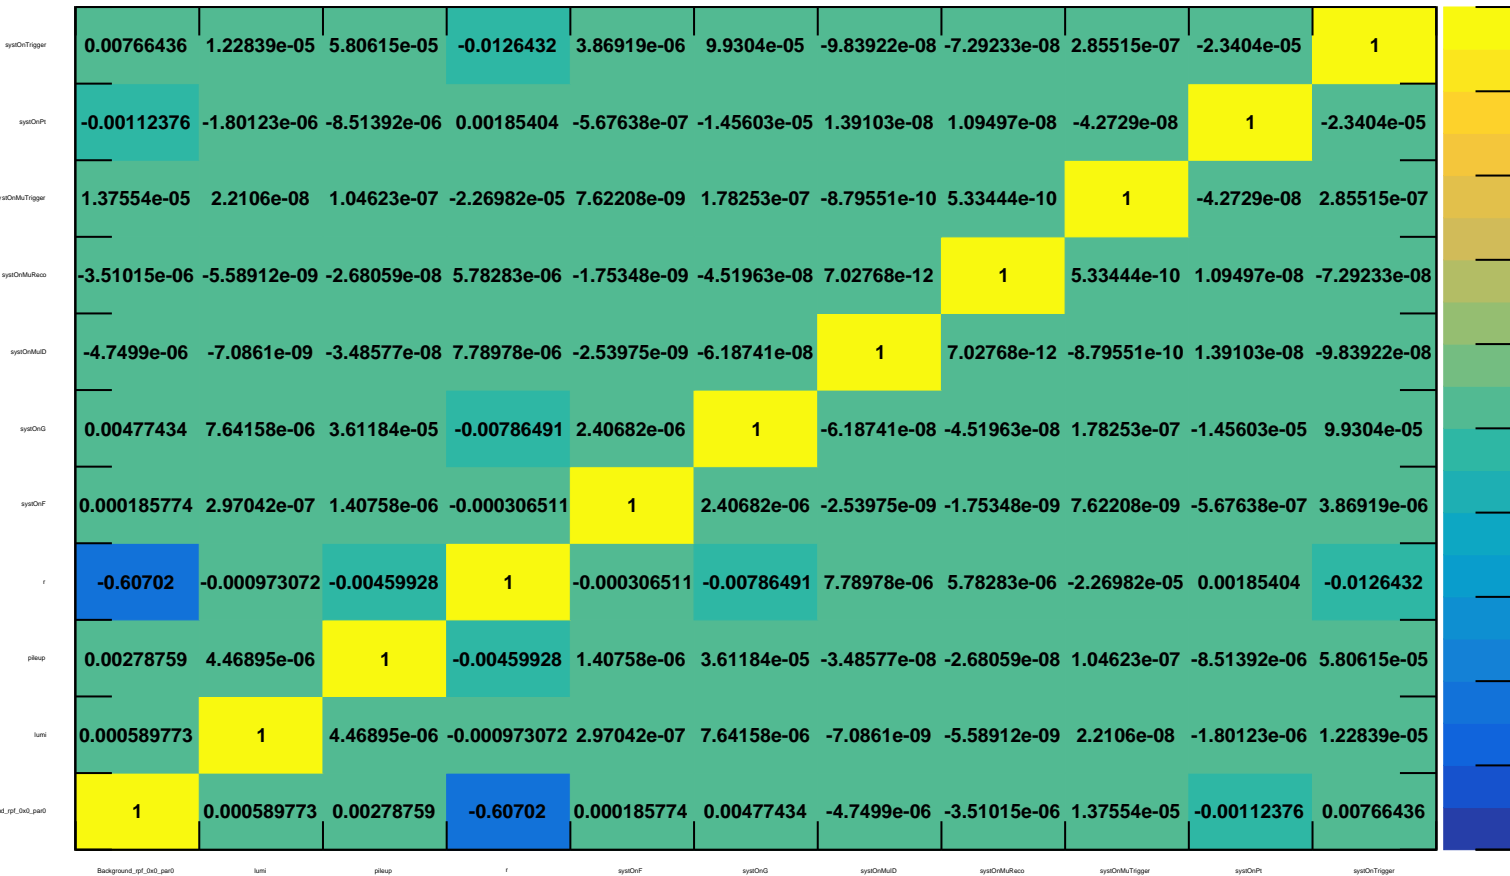 systOnTrigger 0.00766436 1.22839e-05 5.80615e-05 -0.0126432 3.86919e-06 9.9304e-05 -9.83922e-08 -7.29233e-08 2.85515e-07 -2.3404e-05 1
systOnPt -0.00112376 -1.80123e-06 -8.51392e-06 0.00185404 -5.67638e-07 -1.45603e-05 1.39103e-08 1.09497e-08 -4.2729e-08 1 -2.3404e-05
ystOnMuTrigger 1.37554e-05 2.2106e-08 1.04623e-07 -2.26982e-05 7.62208e-09 1.78253e-07 -8.79551e-10 5.33444e-10 1 -4.2729e-08 2.85515e-07
systOnMuReco -3.51015e-06 -5.58912e-09 -2.68059e-08 5.78283e-06 -1.75348e-09 -4.51963e-08 7.02768e-12 1 5.33444e-10 1.09497e-08 -7.29233e-08
systOnMuID -4.7499e-06 -7.0861e-09 -3.48577e-08 7.78978e-06 -2.53975e-09 -6.18741e-08 1 7.02768e-12 -8.79551e-10 1.39103e-08 -9.83922e-08
systOnG 0.00477434 7.64158e-06 3.61184e-05 -0.00786491 2.40682e-06 1 -6.18741e-08 -4.51963e-08 1.78253e-07 -1.45603e-05 9.9304e-05
systOnF 0.000185774 2.97042e-07 1.40758e-06 -0.000306511 1 2.40682e-06 -2.53975e-09 -1.75348e-09 7.62208e-09 -5.67638e-07 3.86919e-06
r -0.60702 -0.000973072 -0.00459928 1 -0.000306511 -0.00786491 7.78978e-06 5.78283e-06 -2.26982e-05 0.00185404 -0.0126432
pileup 0.00278759 4.46895e-06 1 -0.00459928 1.40758e-06 3.61184e-05 -3.48577e-08 -2.68059e-08 1.04623e-07 -8.51392e-06 5.80615e-05
lumi 0.000589773 1 4.46895e-06 -0.000973072 2.97042e-07 7.64158e-06 -7.0861e-09 -5.58912e-09 2.2106e-08 -1.80123e-06 1.22839e-05
d_rpf_0x0_par0 1 0.000589773 0.00278759 -0.60702 0.000185774 0.00477434 -4.7499e-06 -3.51015e-06 1.37554e-05 -0.00112376 0.00766436
Background_rpf_0x0_par0 lumi pileup r systOnF systOnG systOnMuID systOnMuReco systOnMuTrigger systOnPt systOnTrigger